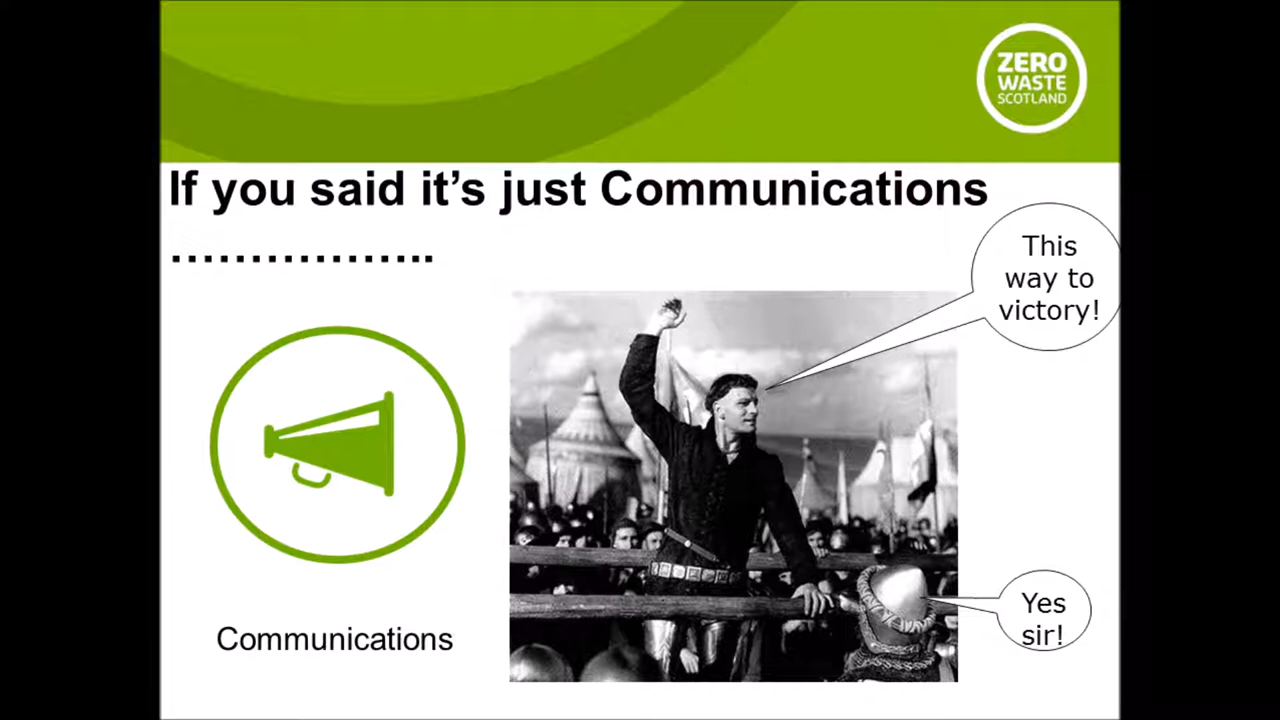 ZERO
WASTE
SCOTLAND
If you said it's just Communications
……………..
This
way to
victory!
Yes
sir!
Communications